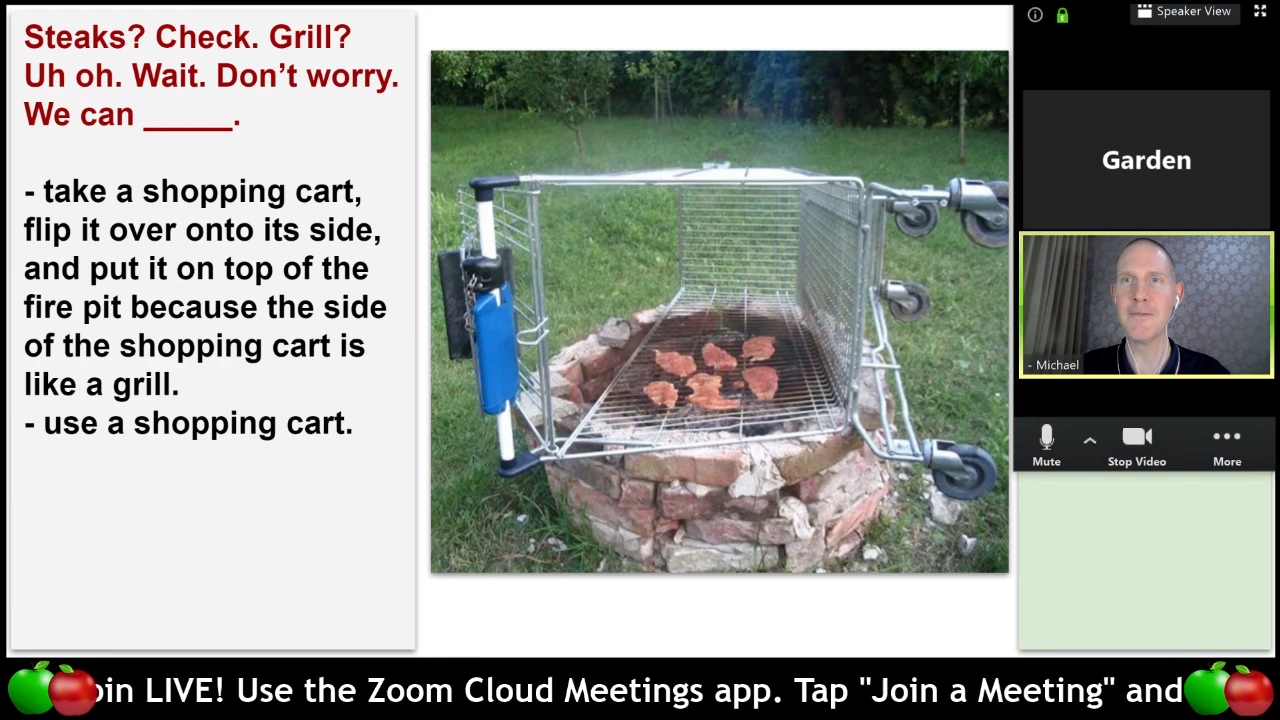 Steaks? Check. Grill?
Uh oh. Wait. Don’t worry.
We can _____.
- take a shopping cart,
flip it over onto its side,
and put it on top of the
fire pit because the side
of the shopping cart is
like a grill.
- use a shopping cart.
Speaker View
Garden
- Michael
Mute
Stop Video
More
oin LIVE! Use the Zoom Cloud Meetings app. Tap "Join a Meeting" and